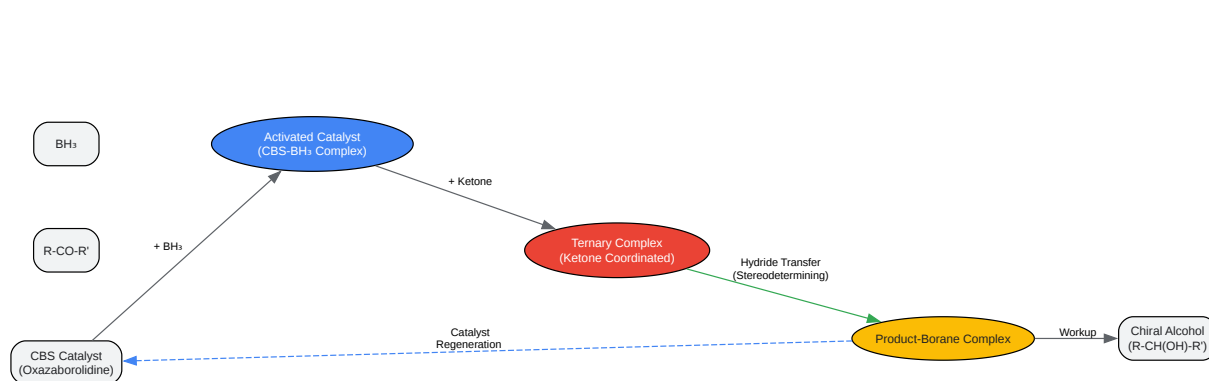 BH₃
Activated Catalyst
(CBS-BH₃ Complex)
+ Ketone
R-CO-R'
+ BH₃
Ternary Complex
(Ketone Coordinated)
Hydride Transfer
(Stereodetermining)
Catalyst
Regeneration
Product-Borane Complex
Workup
Chiral Alcohol
(R-CH(OH)-R')
CBS Catalyst
(Oxazaborolidine)